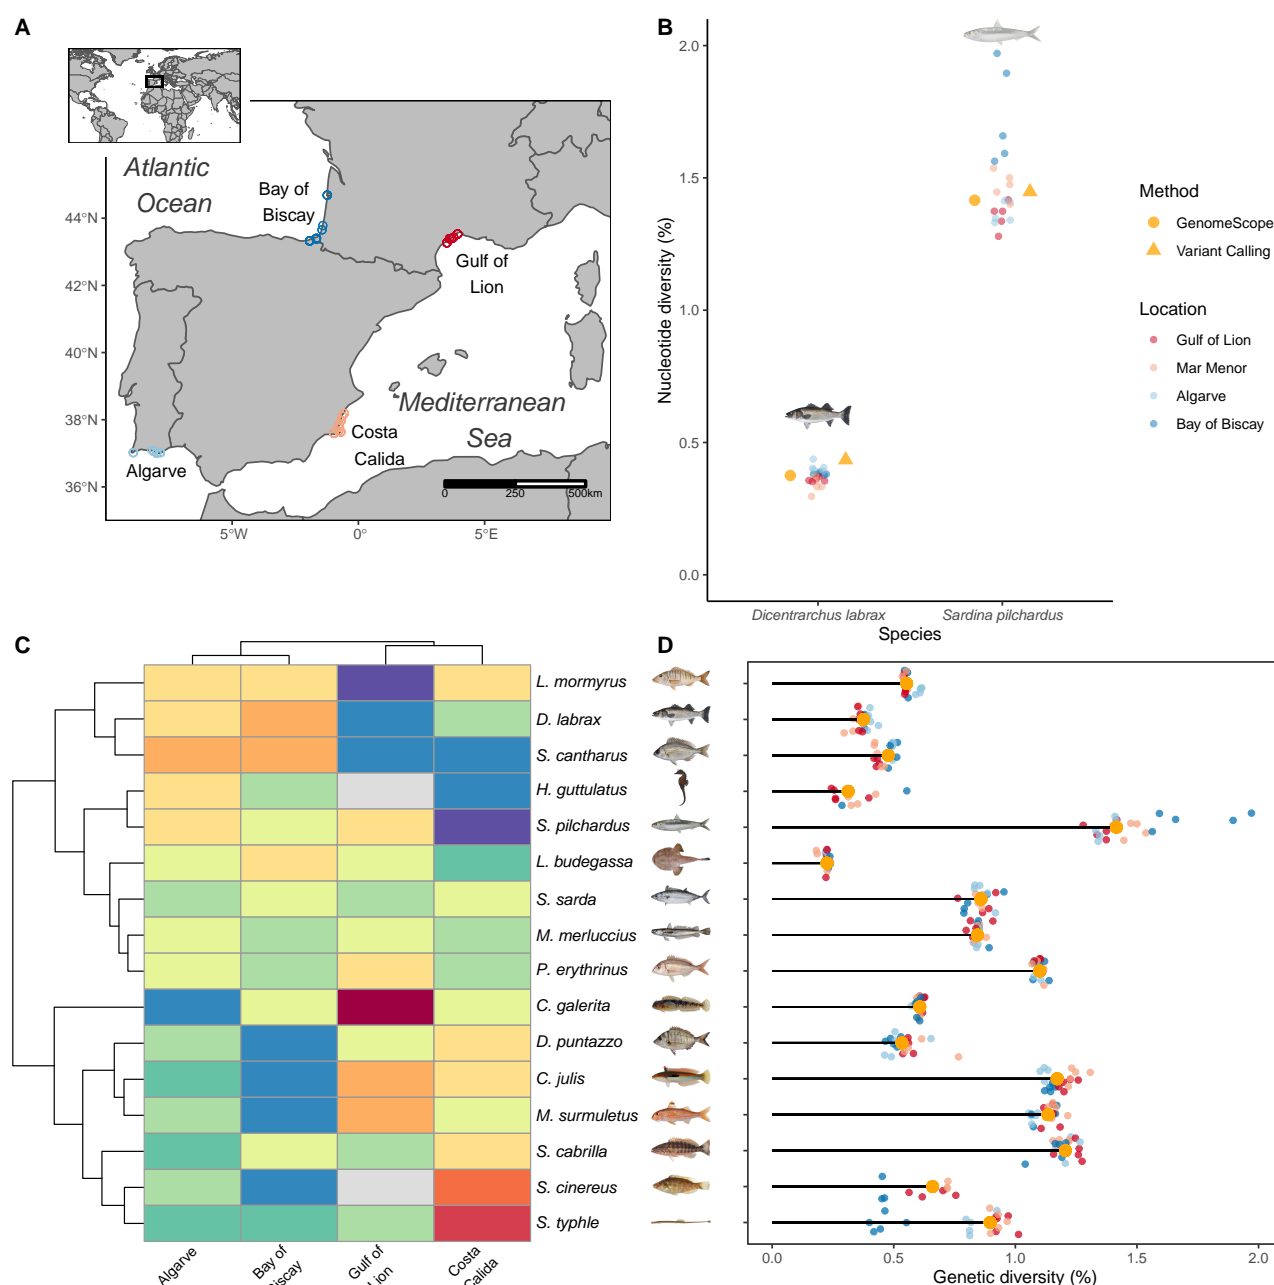 A
Atlantic
Ocean
Bay of
Biscay
Gulf of
Lion
Mediterranean
Sea
Costa
Calida
Algarve
0
250
500km
44°N
42°N
40°N
38°N
36°N
5°W
0°
5°E
B
Nucleotide diversity (%)
2.0
1.5
1.0
0.5
0.0
Dicentrarchus labrax
Sardina pilchardus
Species
Method
GenomeScope
Variant Calling
Location
Gulf of Lion
Mar Menor
Algarve
Bay of Biscay
C
L. mormyrus
D. labrax
S. cantharus
H. guttulatus
S. pilchardus
L. budegassa
S. sarda
M. merluccius
P. erythrinus
C. galerita
D. puntazzo
C. julis
M. surmuletus
S. cabrilla
S. cinereus
S. typhle
Algarve
Bay of
Biscay
Gulf of
Lion
Costa
Calida
D
0.0
0.5
1.0
1.5
2.0
Genetic diversity (%)